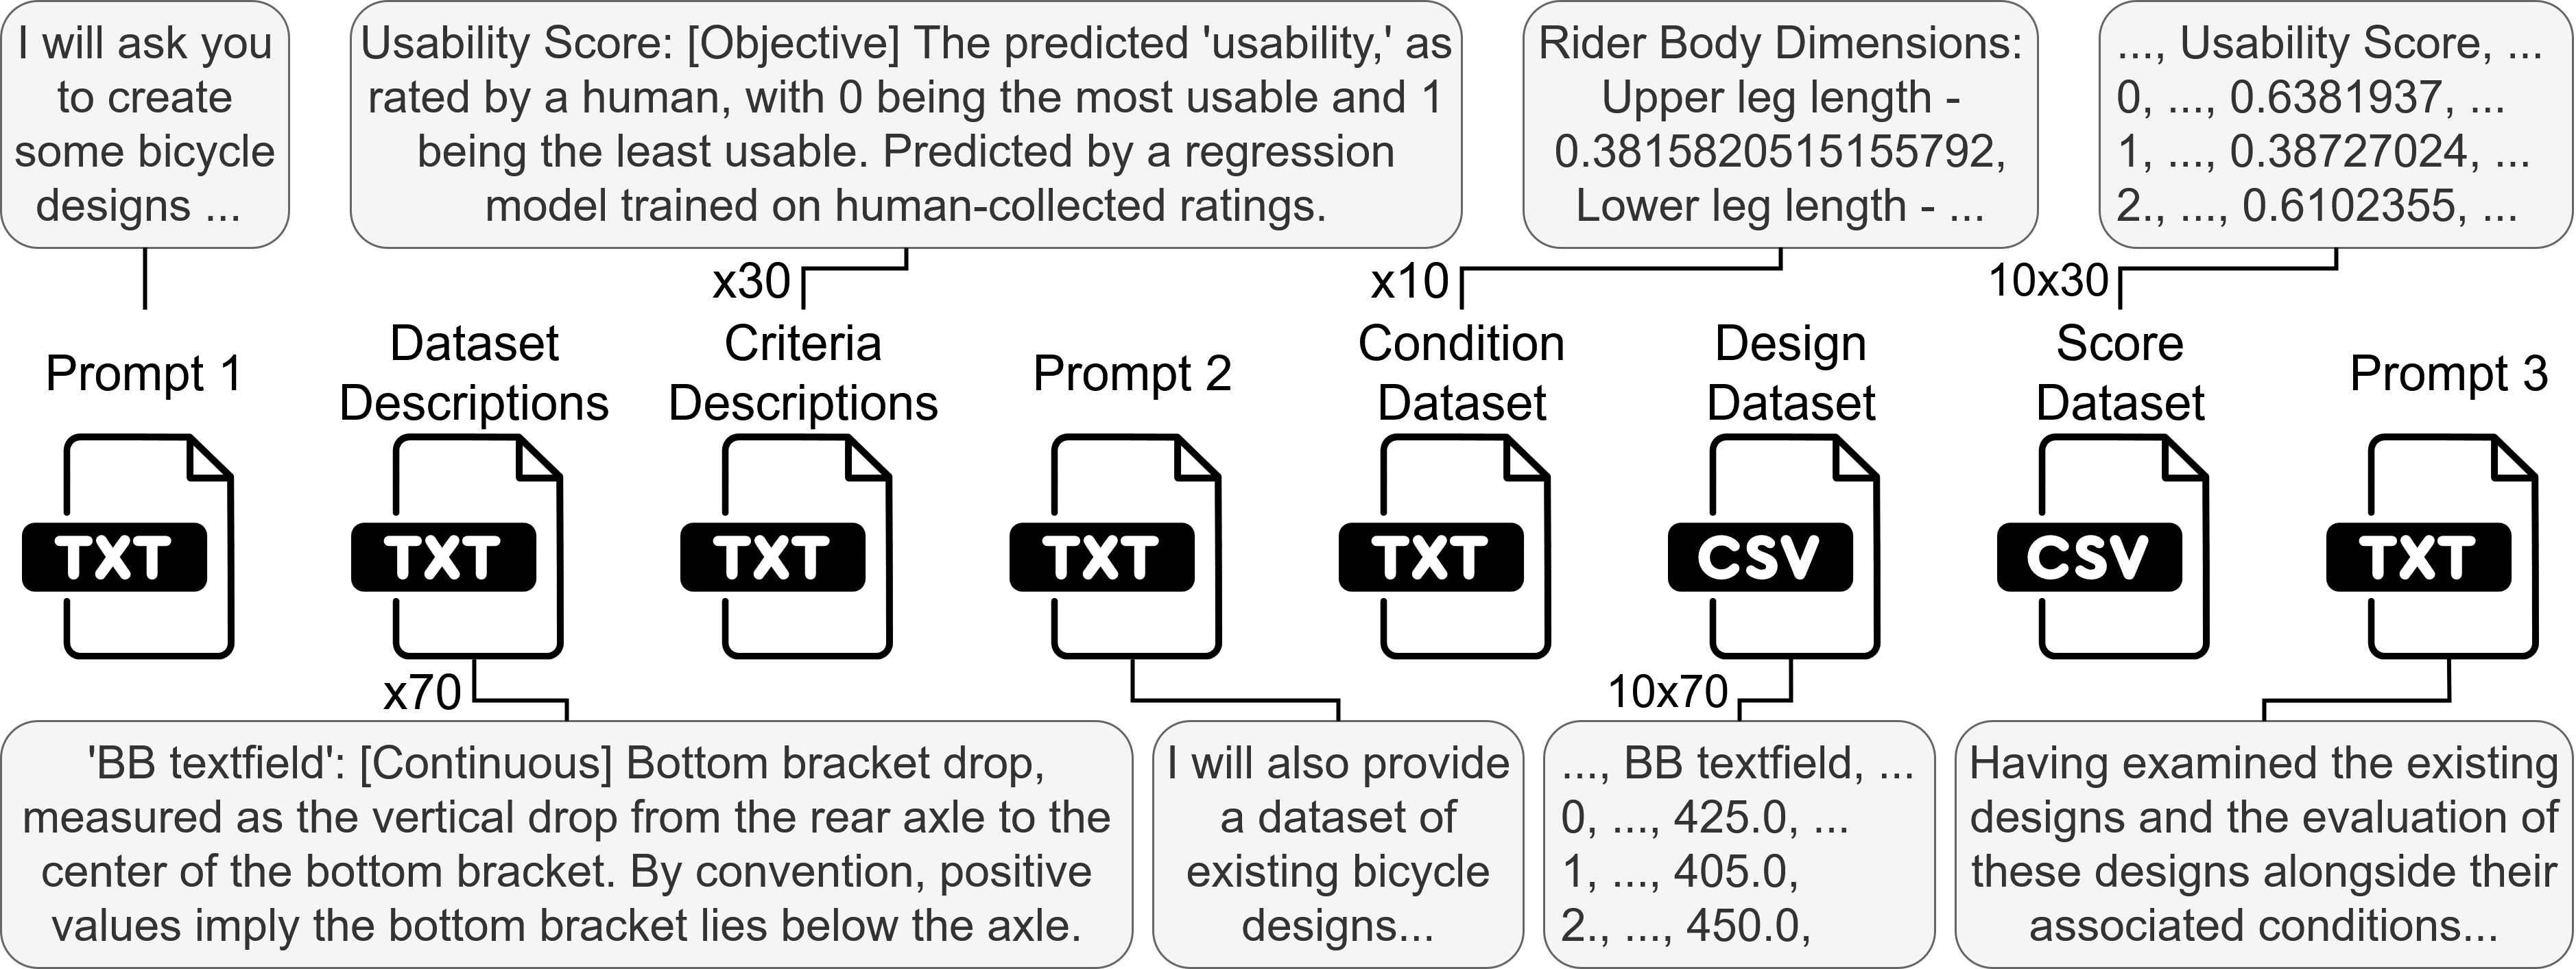 I will ask you
to create
some bicycle
designs ...
Usability Score: [Objective] The predicted 'usability,' as
rated by a human, with 0 being the most usable and 1
being the least usable. Predicted by a regression
model trained on human-collected ratings.
Rider Body Dimensions:
Upper leg length -
0.3815820515155792,
Lower leg length - ...
..., Usability Score, ...
0, ..., 0.6381937, ...
1, ..., 0.38727024, ...
2., ..., 0.6102355, ...
x30
x10
10x30
Prompt 1
Dataset
Descriptions
Criteria
Descriptions
Prompt 2
Condition
Dataset
Design
Dataset
Score
Dataset
Prompt 3
TXT
TXT
TXT
TXT
TXT
CSV
CSV
TXT
x70
10x70
'BB textfield': [Continuous] Bottom bracket drop,
measured as the vertical drop from the rear axle to the
center of the bottom bracket. By convention, positive
values imply the bottom bracket lies below the axle.
I will also provide
a dataset of
existing bicycle
designs...
..., BB textfield, ...
0, ..., 425.0, ...
1, ..., 405.0,
2., ..., 450.0,
Having examined the existing
designs and the evaluation of
these designs alongside their
associated conditions...